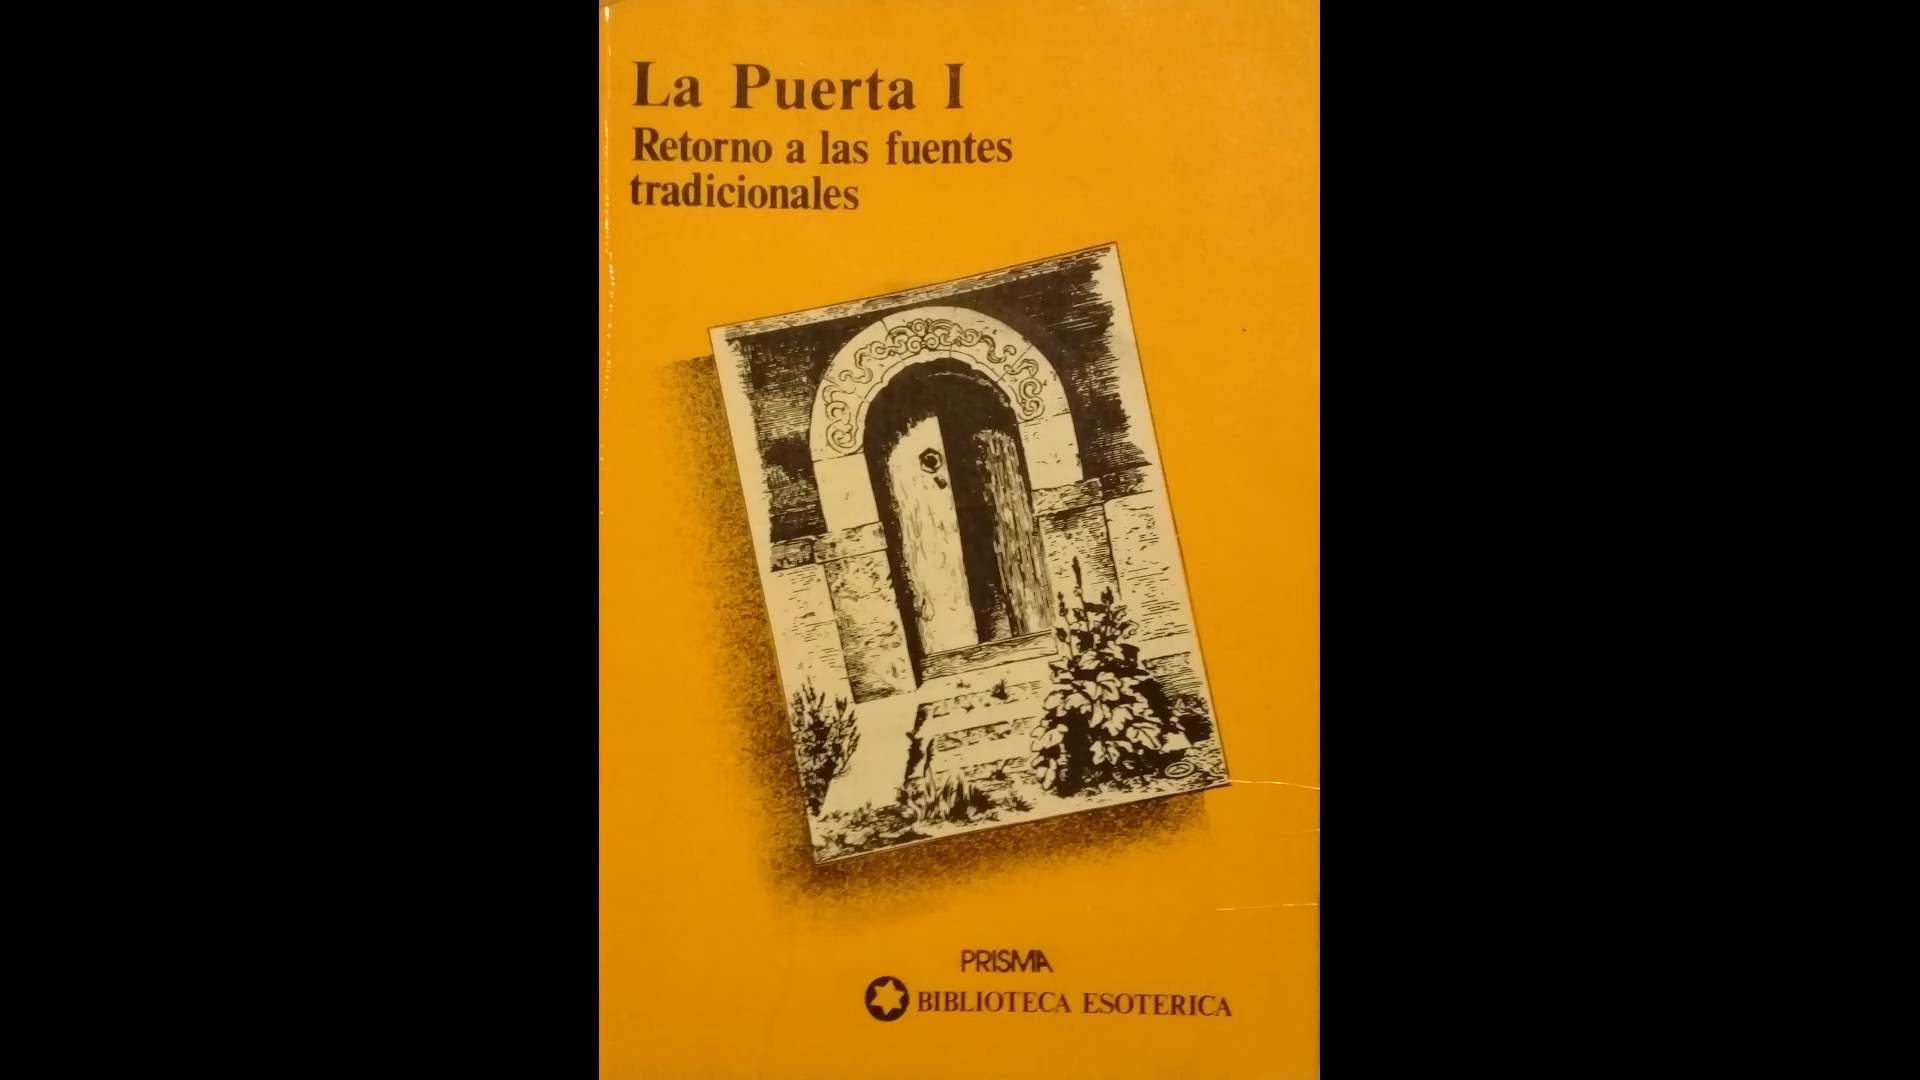 La Puerta I
Retorno a las fuentes
tradicionales
PRISMA
BIBLIOTECA ESOTERICA